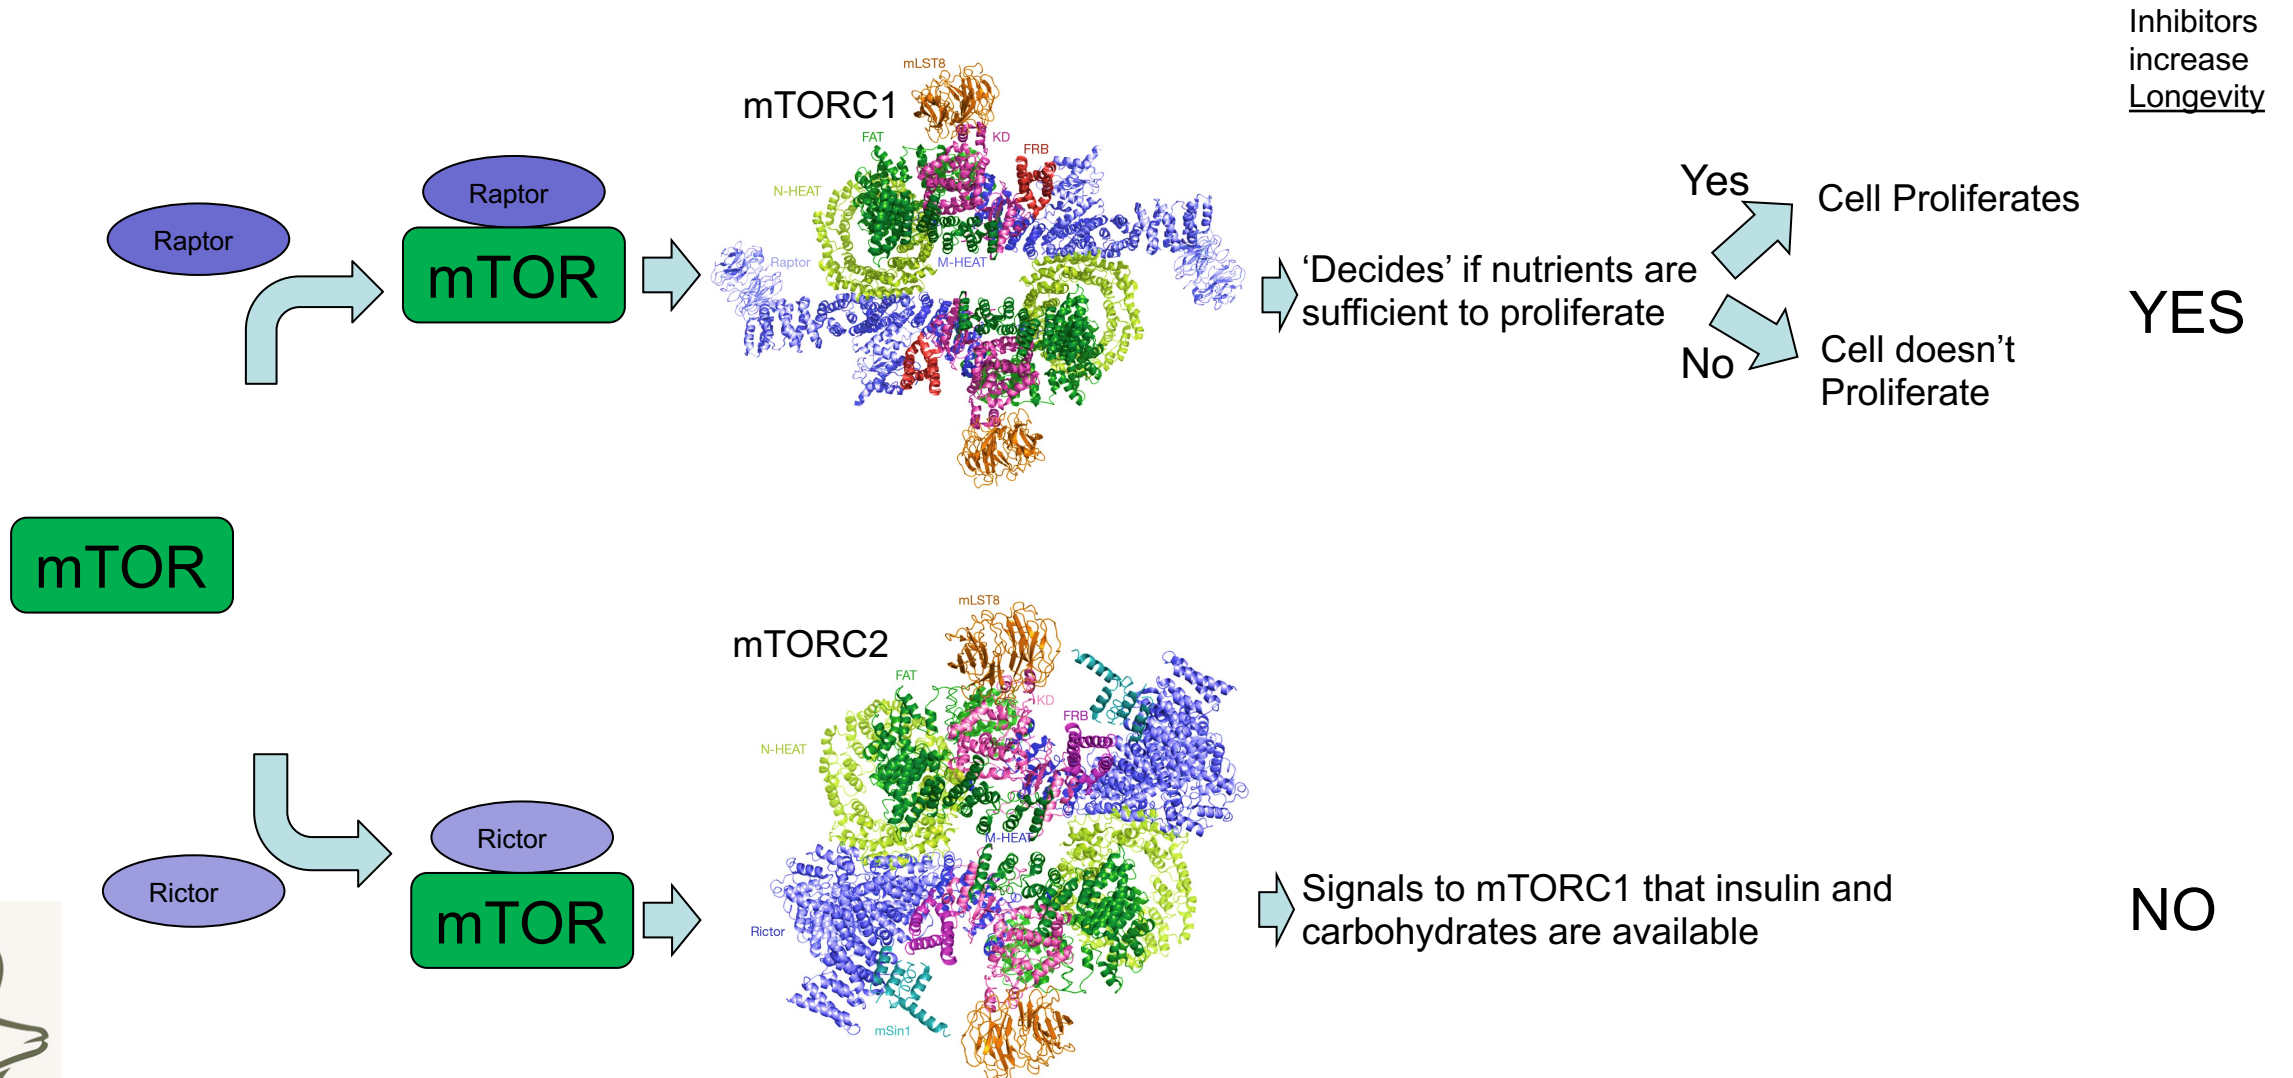 Inhibitors
increase
Longevity
mLST8
mTORC1
FAT
KD
FRB
N-HEAT
Raptor
M-HEAT
Raptor
Raptor
mTOR
'Decides' if nutrients are
sufficient to proliferate
Yes
Cell Proliferates
No
Cell doesn't
Proliferate
YES
mTOR
mLST8
mTORC2
FAT
KD
FRB
N-HEAT
M-HEAT
Rictor
mSin1
Rictor
Rictor
mTOR
Signals to mTORC1 that insulin and
carbohydrates are available
NO